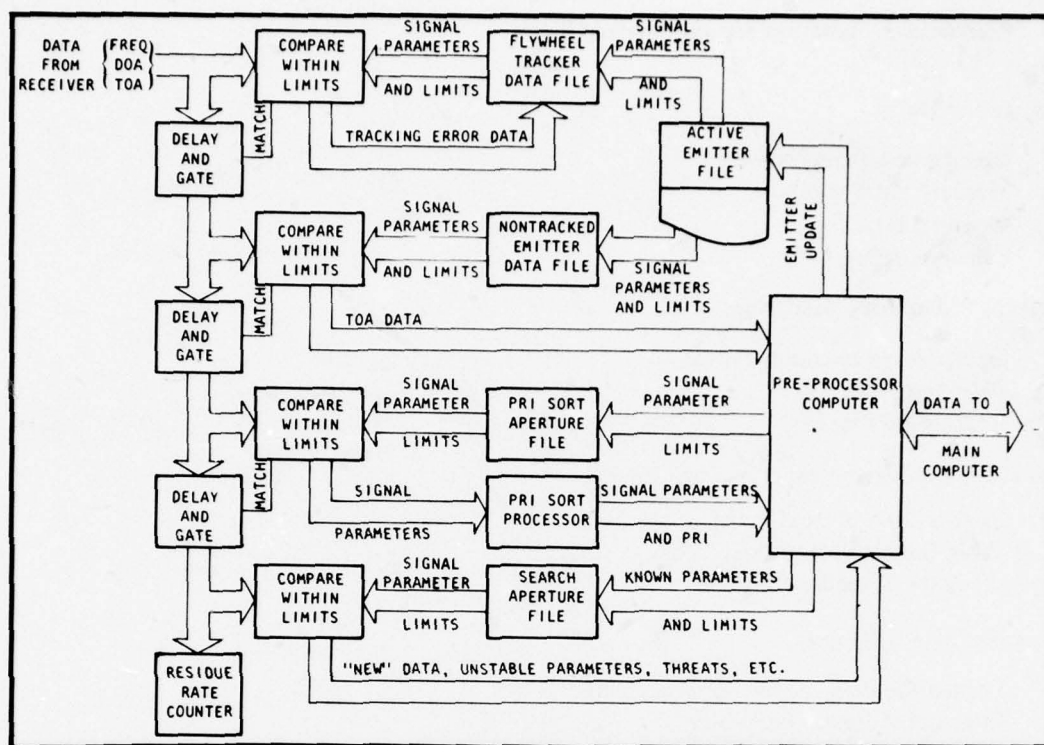 DATA FROM RECEIVER
FREQ
DOA
TOA
COMPARE WITHIN LIMITS
SIGNAL PARAMETERS
AND LIMITS
FLYWHEEL TRACKER DATA FILE
SIGNAL PARAMETERS
AND LIMITS
DELAY AND GATE
MATCH
TRACKING ERROR DATA
ACTIVE EMITTER FILE
COMPARE WITHIN LIMITS
SIGNAL PARAMETERS
AND LIMITS
NONTRACKED EMITTER DATA FILE
SIGNAL PARAMETERS AND LIMITS
EMITTER UPDATE
DELAY AND GATE
MATCH
TOA DATA
PRE-PROCESSOR COMPUTER
DATA TO
MAIN COMPUTER
COMPARE WITHIN LIMITS
SIGNAL PARAMETER
LIMITS
PRI SORT APERTURE FILE
SIGNAL PARAMETER
LIMITS
DELAY AND GATE
MATCH
SIGNAL
PARAMETERS
PRI SORT PROCESSOR
SIGNAL PARAMETERS
AND PRI
COMPARE WITHIN LIMITS
SIGNAL PARAMETER
LIMITS
SEARCH APERTURE FILE
KNOWN PARAMETERS
AND LIMITS
RESIDUE RATE COUNTER
"NEW" DATA, UNSTABLE PARAMETERS, THREATS, ETC.